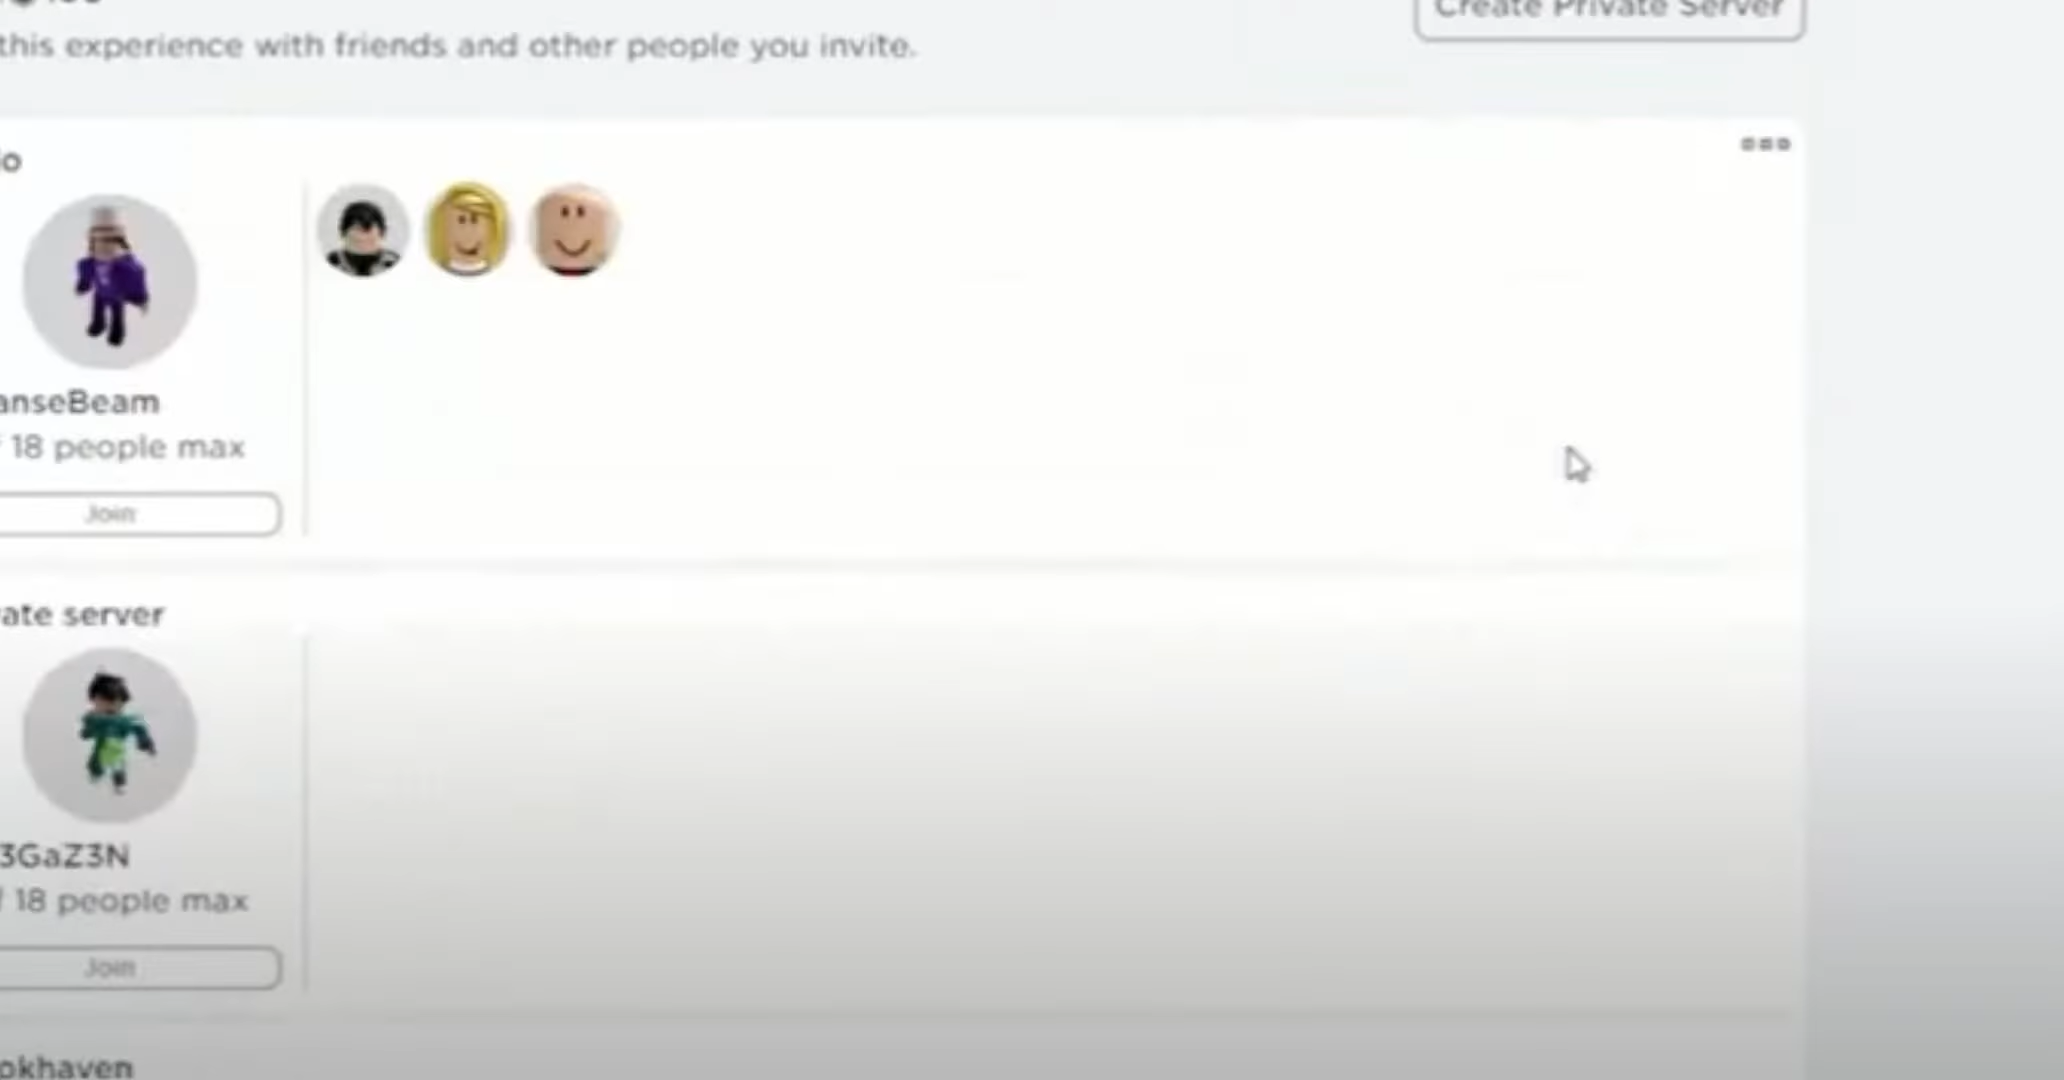 Create Private Server
this experience with friends and other people you invite.
anseBeam
18 people max
Join
ate server
3GaZ3N
18 people max
Join
okhaven